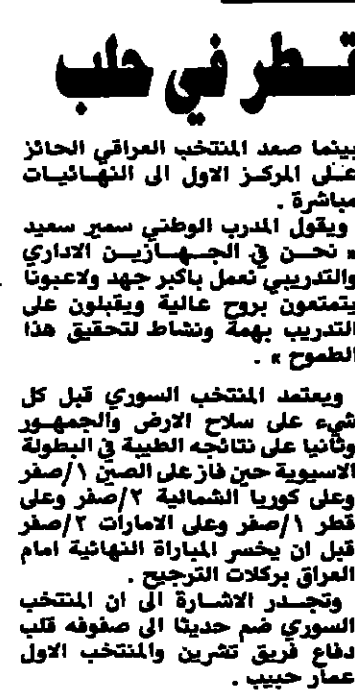 قطر في حلب
بينما صعد المنتخب العراقي الحائز
على المركز الاول الى النهائيات
مباشرة .
ويقول المدرب الوطني سمير سعيد
« نحن في الجهازين الاداري
والتدريبي نعمل باكبر جهد ولاعبونا
يتمتعون بروح عالية ويقبلون على
التدريب بهمة ونشاط لتحقيق هذا
الطموح » .
ويعتمد المنتخب السوري قبل كل
شيء على سلاح الارض والجمهور
وثانيا على نتائجه الطيبة في البطولة
الاسيوية حين فاز على الصين ١/صفر
وعلى كوريا الشمالية ٢/صفر وعلى
قطر ١/صفر وعلى الامارات ٢/صفر
قبل ان يخسر المباراة النهائية امام
العراق بركلات الترجيح .
وتجدر الاشارة الى ان المنتخب
السوري ضم حديثا الى صفوفه قلب
دفاع فريق تشرين والمنتخب الاول
عمار حبيب .